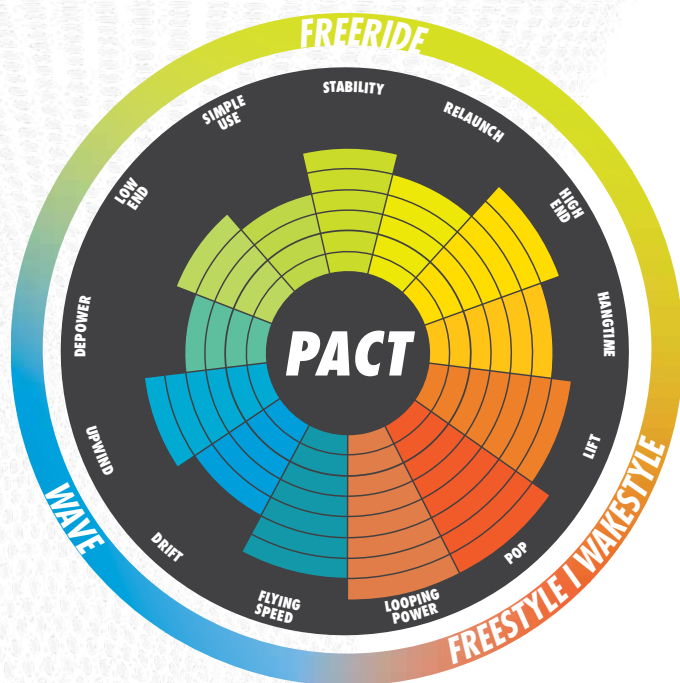 FREERIDE
STABILITY
RELAUNCH
HIGH
END
HANGTIME
LIFT
POP
LOOPING
POWER
FLYING
SPEED
DRIFT
UPWIND
DEPOWER
LOW
END
SIMPLE
USE
PACT
FREESTYLE I WAKESTYLE
WAVE